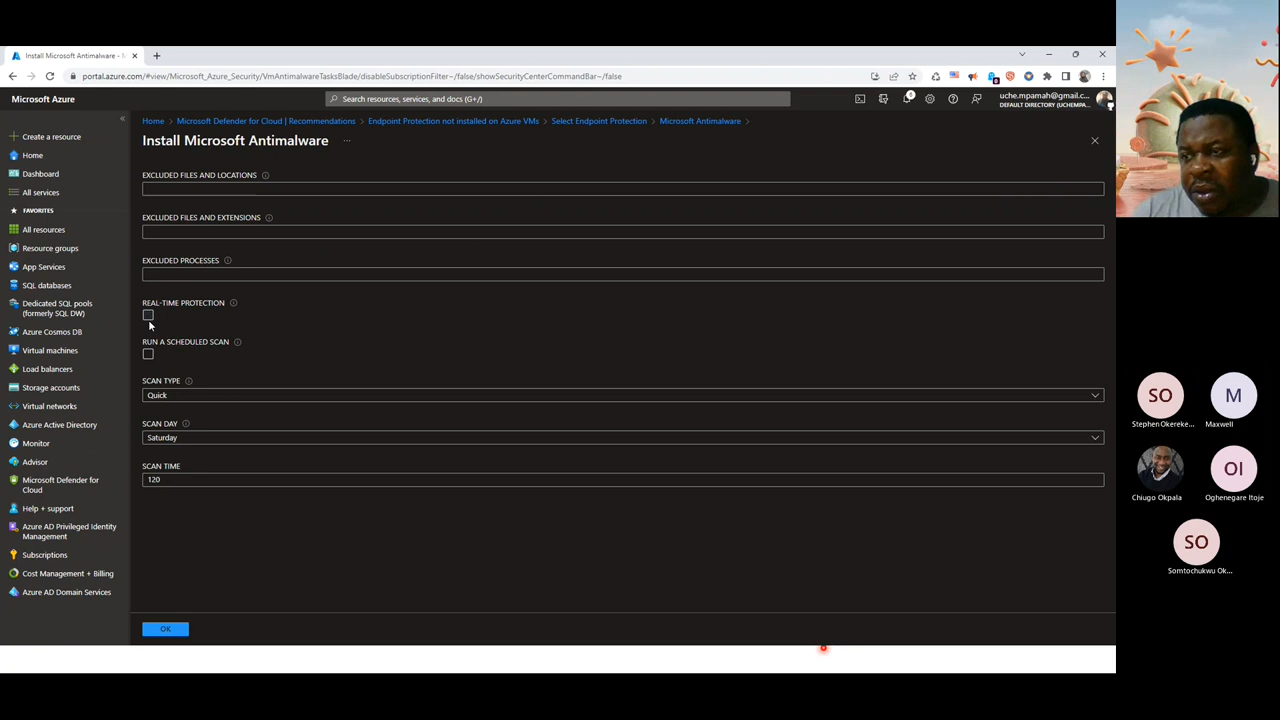 Install Microsoft Antimalware - M
portal.azure.com/#view/Microsoft_Azure_Security/VmAntimalwareTasksBlade/disableSubscriptionFilter~/false/showSecurityCenterCommandBar~/false
Microsoft Azure
Search resources, services, and docs (G+/)
6
uche.mpamah@gmail.c...
DEFAULT DIRECTORY (UCHEMPA...
Create a resource
Home
Dashboard
All services
FAVORITES
All resources
Resource groups
App Services
SQL databases
Dedicated SQL pools
(formerly SQL DW)
Azure Cosmos DB
Virtual machines
Load balancers
Storage accounts
Virtual networks
Azure Active Directory
Monitor
Advisor
Microsoft Defender for
Cloud
Help + support
Azure AD Privileged Identity
Management
Subscriptions
Cost Management + Billing
Azure AD Domain Services
Home > Microsoft Defender for Cloud | Recommendations > Endpoint Protection not installed on Azure VMs > Select Endpoint Protection > Microsoft Antimalware >
Install Microsoft Antimalware ...
EXCLUDED FILES AND LOCATIONS
EXCLUDED FILES AND EXTENSIONS
EXCLUDED PROCESSES
REAL-TIME PROTECTION
RUN A SCHEDULED SCAN
SCAN TYPE
Quick
SCAN DAY
Saturday
SCAN TIME
120
OK
SO
Stephen Okereke...
M
Maxwell
Chiugo Okpala
OI
Oghenegare Itoje
SO
Somtochukwu Ok...